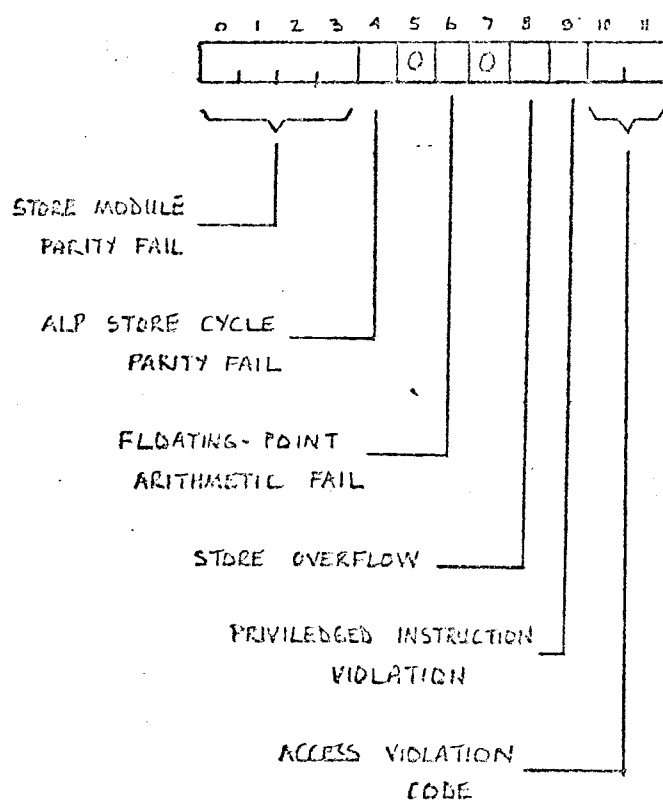 0 1 2 3 4 5 6 7 8 9 10 11
0 0
STORE MODULE
PARITY FAIL
ALP STORE CYCLE
PARITY FAIL
FLOATING-POINT
ARITHMETIC FAIL
STORE OVERFLOW
PRIVILEDGED INSTRUCTION
VIOLATION
ACCESS VIOLATION
CODE